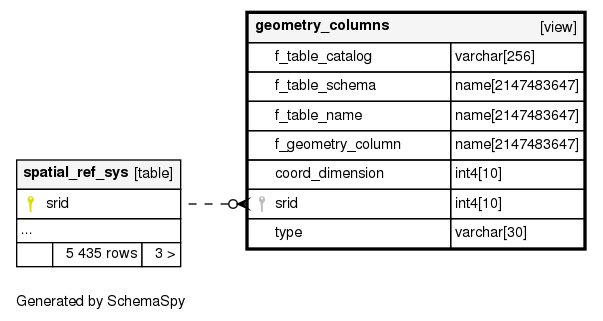 geometry_columns [view]
f_table_catalog varchar[256]
f_table_schema name[2147483647]
f_table_name name[2147483647]
f_geometry_column name[2147483647]
coord_dimension int4[10]
srid int4[10]
type varchar[30]
spatial_ref_sys [table]
srid
...
5 435 rows 3 >
Generated by SchemaSpy